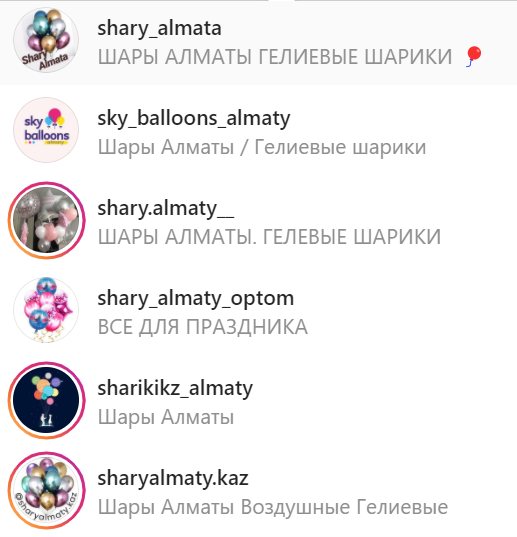 Shary
Almata
shary_almata
ШАРЫ АЛМАТЫ ГЕЛИЕВЫЕ ШАРИКИ 🎈
sky
balloons
almaty
sky_balloons_almaty
Шары Алматы / Гелиевые шарики
shary.almaty__
ШАРЫ АЛМАТЫ. ГЕЛЕВЫЕ ШАРИКИ
shary_almaty_optom
ВСЕ ДЛЯ ПРАЗДНИКА
sharikikz_almaty
Шары Алматы
@sharyalmaty.kaz
sharyalmaty.kaz
Шары Алматы Воздушные Гелиевые